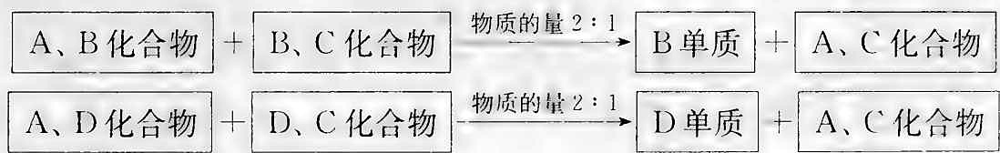 A、B化合物 + B、C化合物 物质的量2:1 B单质 + A、C化合物
A、D化合物 + D、C化合物 物质的量2:1 D单质 + A、C化合物